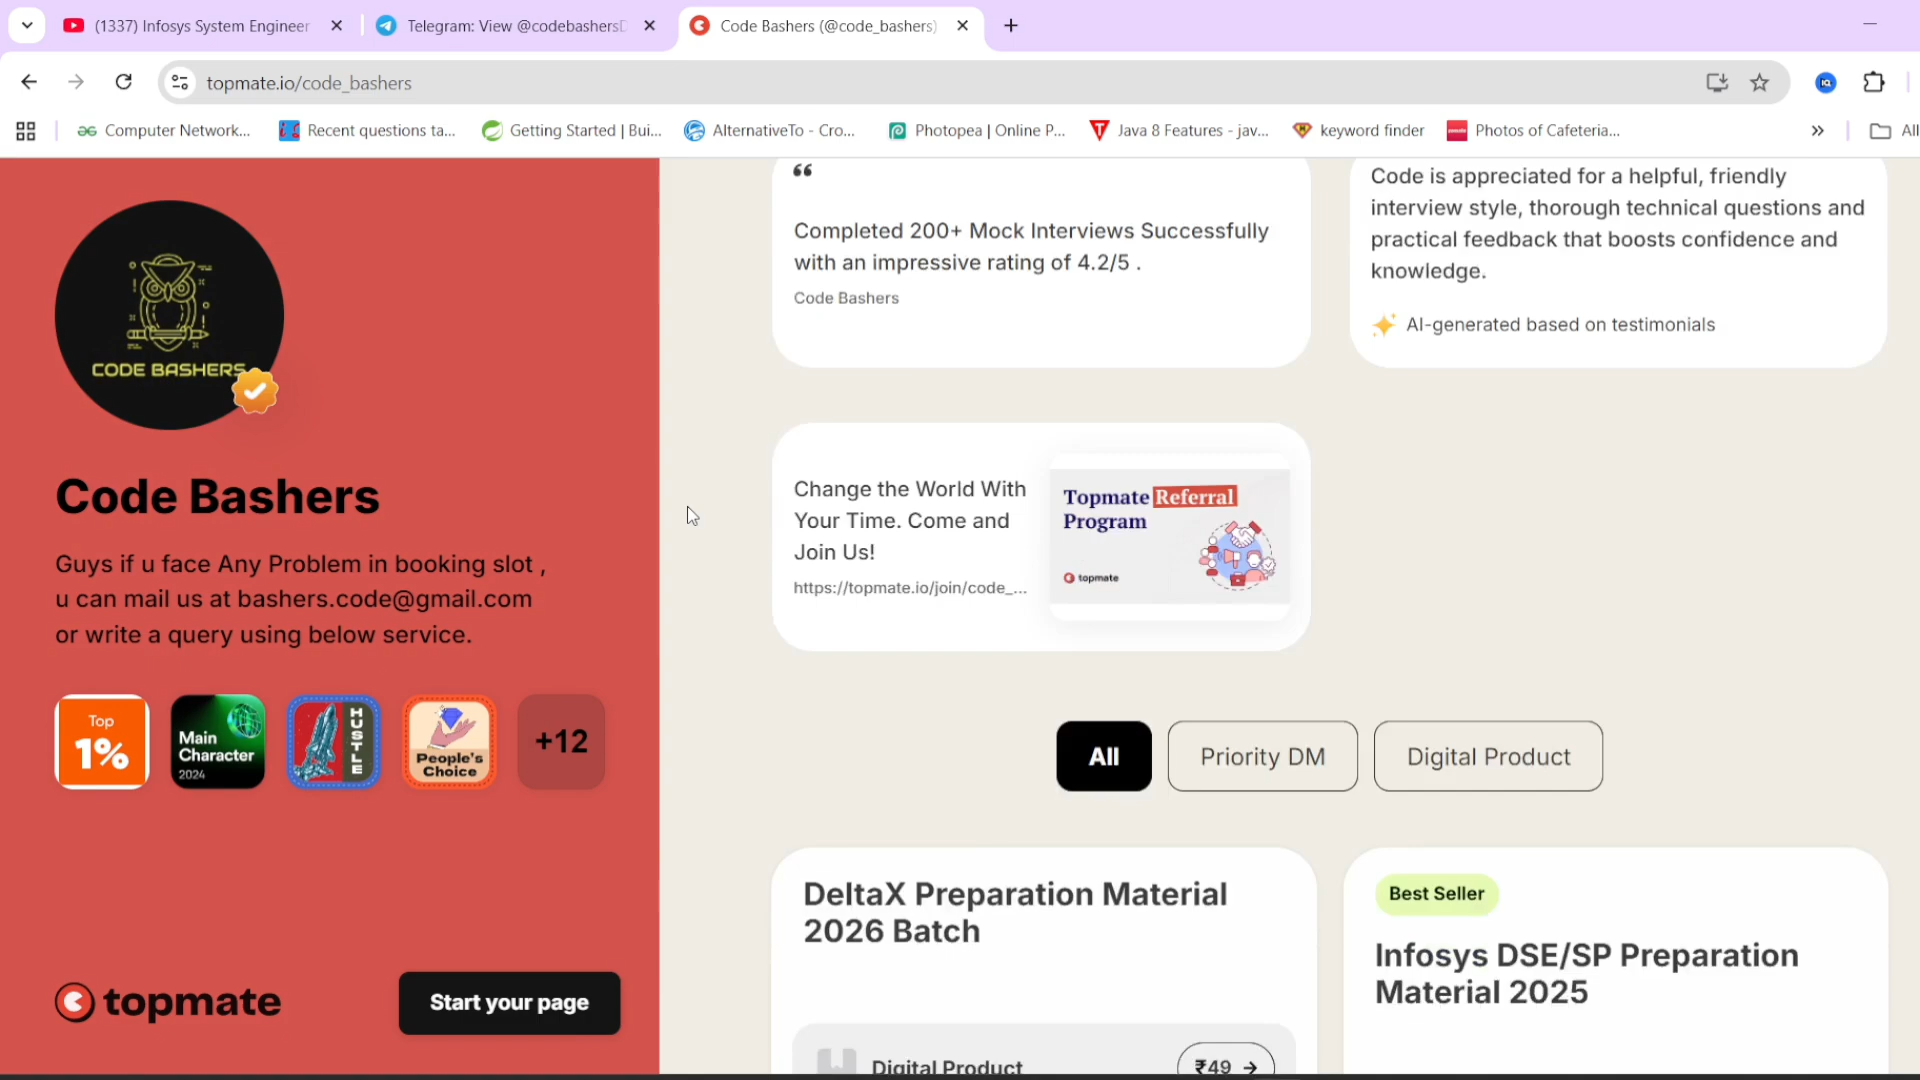 (1337) Infosys System Engineer
Telegram: View @codebashersD
Code Bashers (@code_bashers)
topmate.io/code_bashers
Computer Network...
Recent questions ta...
Getting Started | Bui...
AlternativeTo - Cro...
Photopea | Online P...
Java 8 Features - jav...
keyword finder
Photos of Cafeteria...
»
All
CODE BASHERS
Code Bashers
Guys if u face Any Problem in booking slot ,
u can mail us at bashers.code@gmail.com
or write a query using below service.
Top
1%
Main
Character
2024
HUSTLE
People's
Choice
+12
topmate
Start your page
“
Completed 200+ Mock Interviews Successfully
with an impressive rating of 4.2/5 .
Code Bashers
Code is appreciated for a helpful, friendly
interview style, thorough technical questions and
practical feedback that boosts confidence and
knowledge.
AI-generated based on testimonials
Change the World With
Your Time. Come and
Join Us!
https://topmate.io/join/code_...
Topmate Referral
Program
topmate
All
Priority DM
Digital Product
DeltaX Preparation Material
2026 Batch
Digital Product
₹49 →
Best Seller
Infosys DSE/SP Preparation
Material 2025